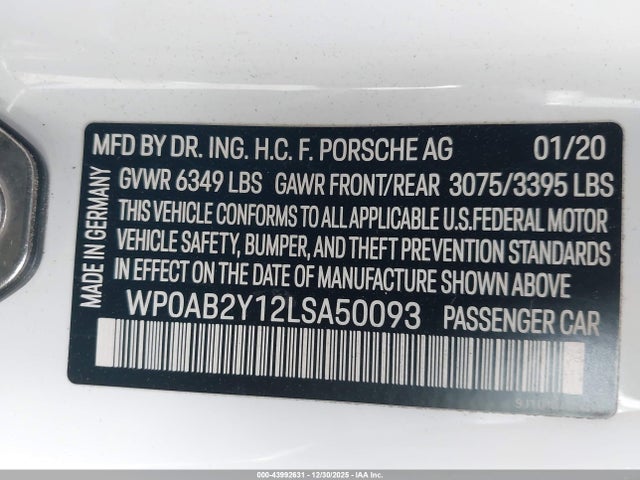 MFD BY DR. ING. H.C. F. PORSCHE AG 01/20
GVWR 6349 LBS GAWR FRONT/REAR 3075/3395 LBS
THIS VEHICLE CONFORMS TO ALL APPLICABLE U.S.FEDERAL MOTOR
VEHICLE SAFETY, BUMPER, AND THEFT PREVENTION STANDARDS
IN EFFECT ON THE DATE OF MANUFACTURE SHOWN ABOVE
WP0AB2Y12LSA50093 PASSENGER CAR
MADE IN GERMANY
000-43992631 - 12/30/2025 - IAA Inc.